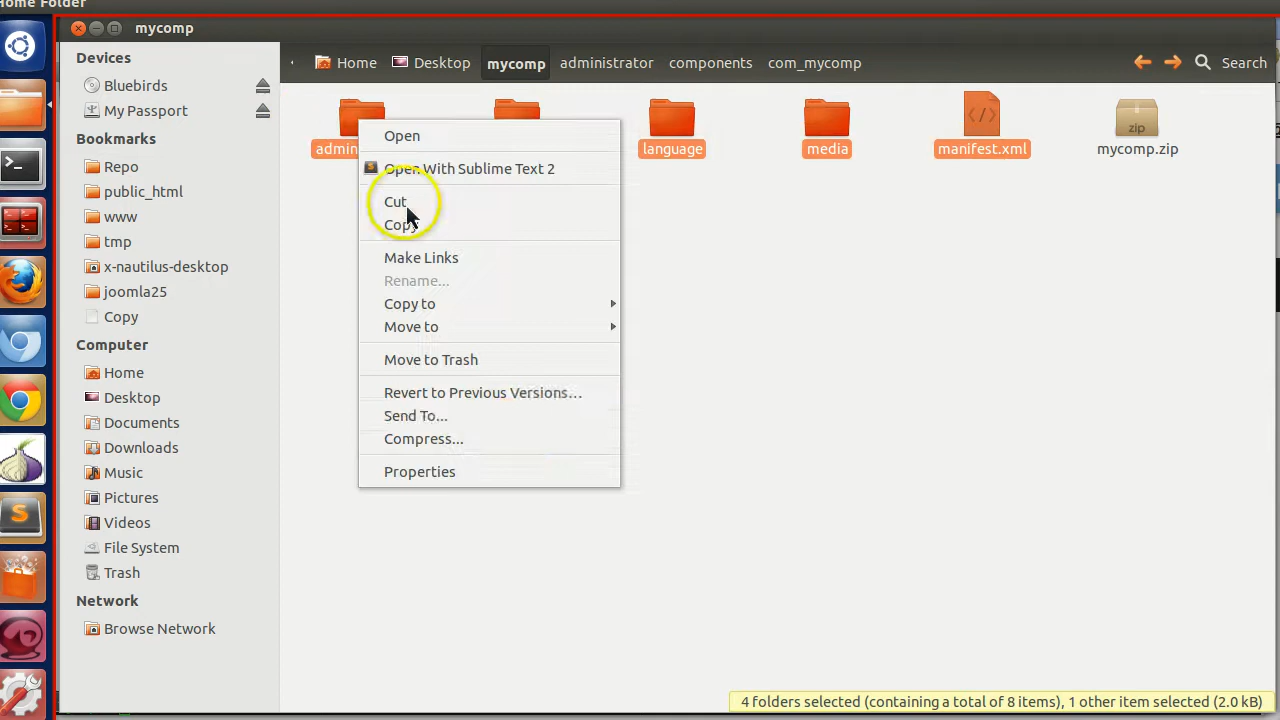 Home Folder
mycomp
Devices
Bluebirds
My Passport
Bookmarks
Repo
public_html
www
tmp
x-nautilus-desktop
joomla25
Copy
Computer
Home
Desktop
Documents
Downloads
Music
Pictures
Videos
File System
Trash
Network
Browse Network
Home
Desktop
mycomp
administrator
components
com_mycomp
Search
admin
language
media
manifest.xml
zip
mycomp.zip
Open
Open With Sublime Text 2
Cut
Copy
Make Links
Rename...
Copy to
Move to
Move to Trash
Revert to Previous Versions...
Send To...
Compress...
Properties
4 folders selected (containing a total of 8 items), 1 other item selected (2.0 kB)